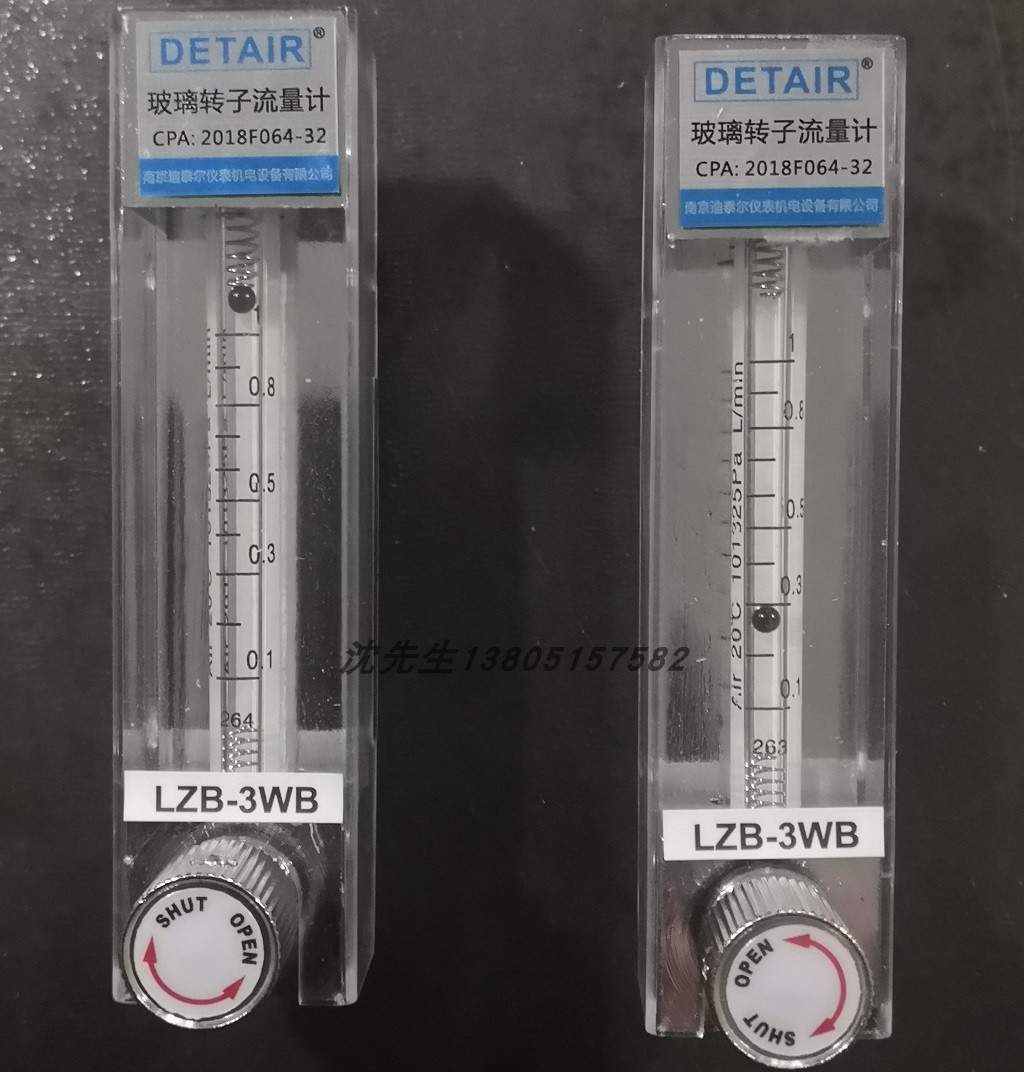 DETAIR®
玻璃转子流量计
CPA: 2018F064-32
南京迪泰尔仪表机电设备有限公司
1
0.8
0.5
0.3
0.1
264
LZB-3WB
SHUT OPEN
DETAIR®
玻璃转子流量计
CPA: 2018F064-32
南京迪泰尔仪表机电设备有限公司
1
0.8
0.5
0.3
0.1
Air 20℃ 101325Pa L/min
263
LZB-3WB
OPEN
SHUT
沈先生13805157582